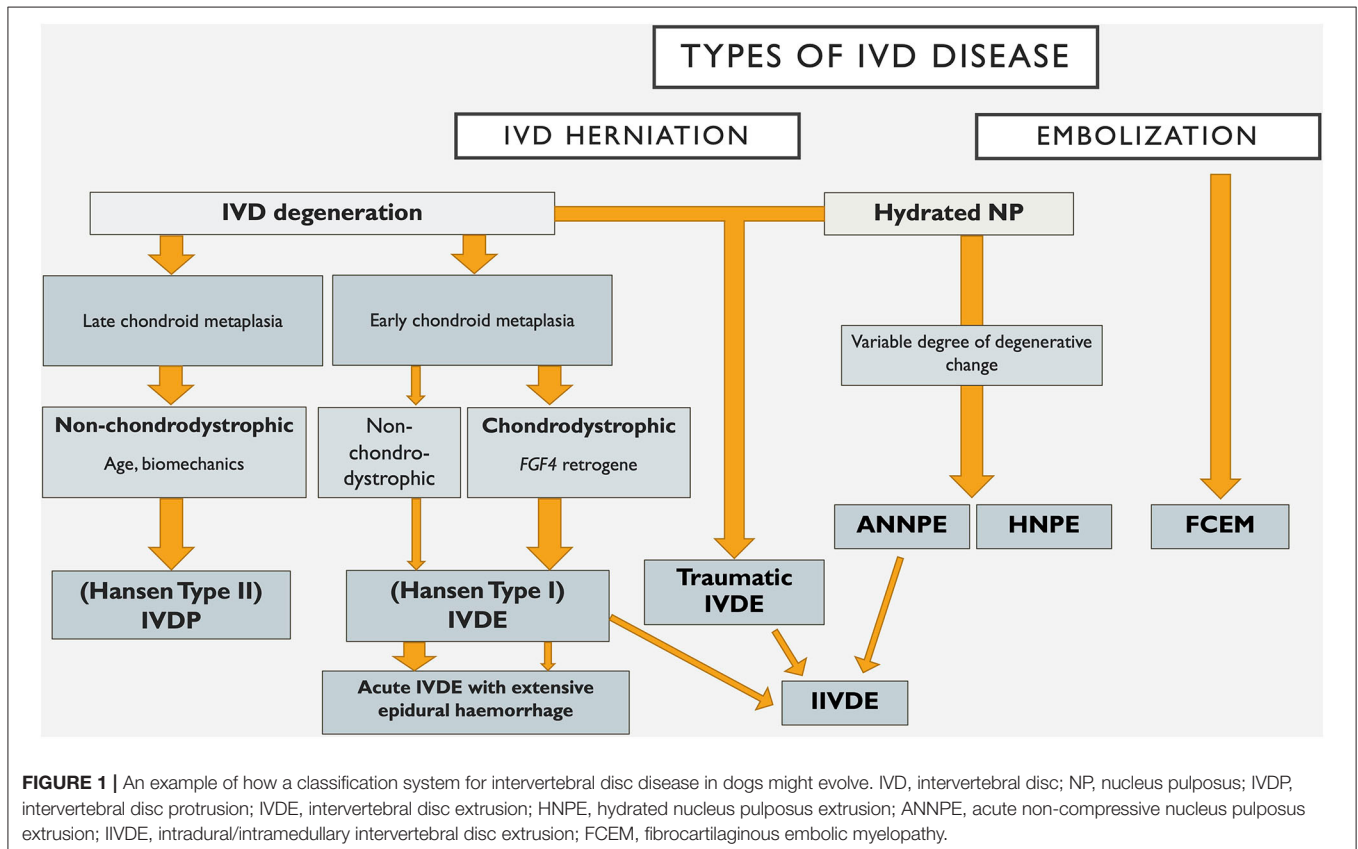 TYPES OF IVD DISEASE
IVD HERNIATION
EMBOLIZATION
IVD degeneration
Hydrated NP
Late chondroid metaplasia
Early chondroid metaplasia
Variable degree of degenerative
change
Non-chondrodystrophic
Age, biomechanics
Non-
chondro-
dystrophic
Chondrodystrophic
FGF4 retrogene
ANNPE
HNPE
FCEM
(Hansen Type II)
IVDP
(Hansen Type I)
IVDE
Traumatic
IVDE
Acute IVDE with extensive
epidural haemorrhage
IIVDE
FIGURE 1 | An example of how a classification system for intervertebral disc disease in dogs might evolve. IVD, intervertebral disc; NP, nucleus pulposus; IVDP,
intervertebral disc protrusion; IVDE, intervertebral disc extrusion; HNPE, hydrated nucleus pulposus extrusion; ANNPE, acute non-compressive nucleus pulposus
extrusion; IIVDE, intradural/intramedullary intervertebral disc extrusion; FCEM, fibrocartilaginous embolic myelopathy.